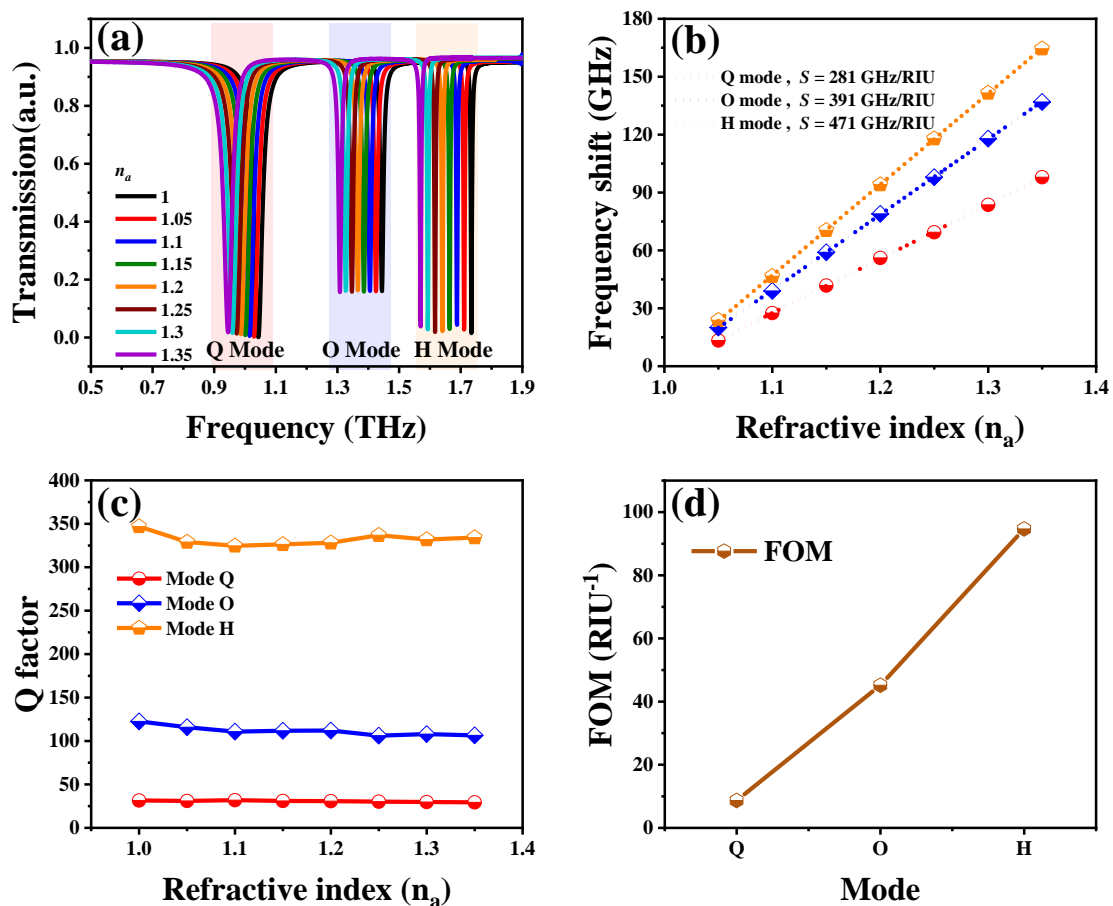 (a)
Transmission(a.u.)
1.0
0.8
0.6
0.4
0.2
0.0
n_a
1
1.05
1.1
1.15
1.2
1.25
1.3
1.35
Q Mode O Mode H Mode
0.5 0.7 0.9 1.1 1.3 1.5 1.7 1.9
Frequency (THz)
(b)
Frequency shift (GHz)
180
150
120
90
60
30
0
Q mode , S = 281 GHz/RIU
O mode , S = 391 GHz/RIU
H mode , S = 471 GHz/RIU
1.0 1.1 1.2 1.3 1.4
Refractive index (n_a)
(c)
Q factor
400
350
300
250
200
150
100
50
0
Mode Q
Mode O
Mode H
1.0 1.1 1.2 1.3 1.4
Refractive index (n_a)
(d)
FOM (RIU^-1)
100
80
60
40
20
0
FOM
Q O H
Mode